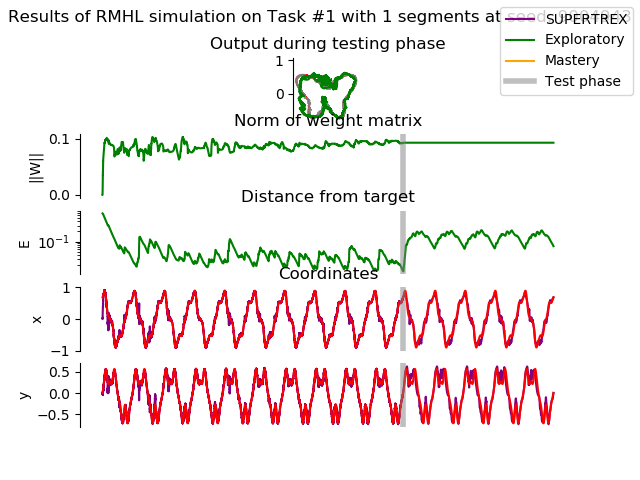 Results of RMHL simulation on Task #1 with 1 segments at
SUPERTREX
Exploratory
Mastery
Test phase
Output during testing phase
1
0
Norm of weight matrix
||W||
0.1
0.0
Distance from target
E
10⁻¹
Coordinates
x
1
0
−1
y
0.5
0.0
−0.5